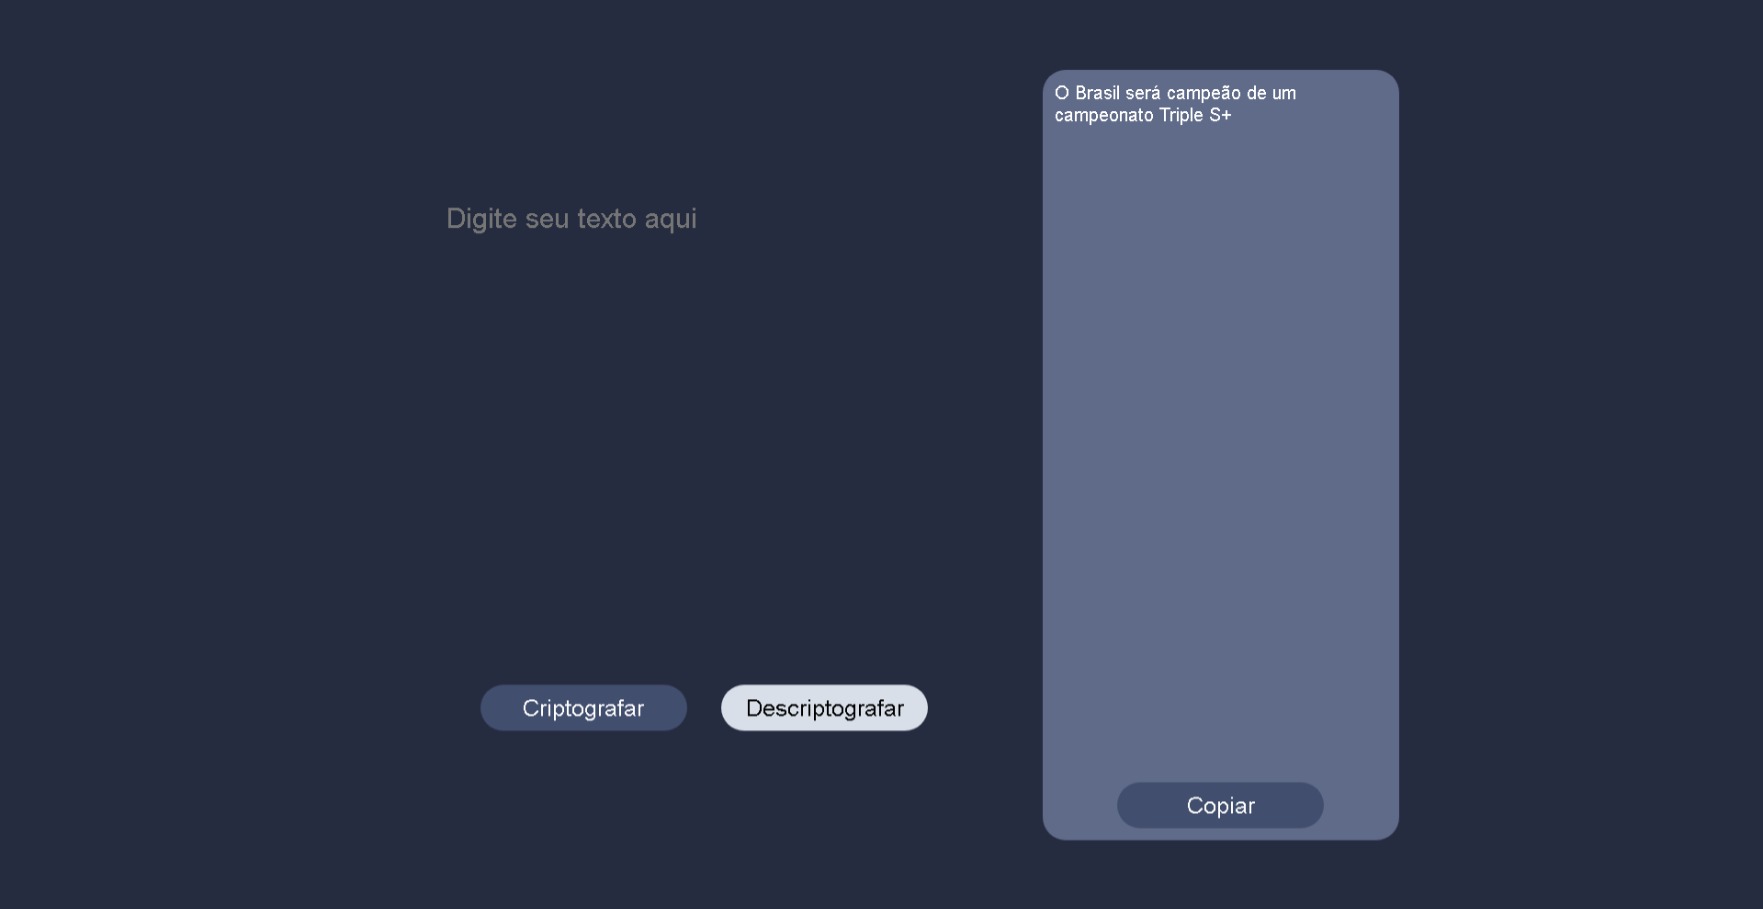 O Brasil será campeão de um
campeonato Triple S+
Digite seu texto aqui
Criptografar
Descriptografar
Copiar